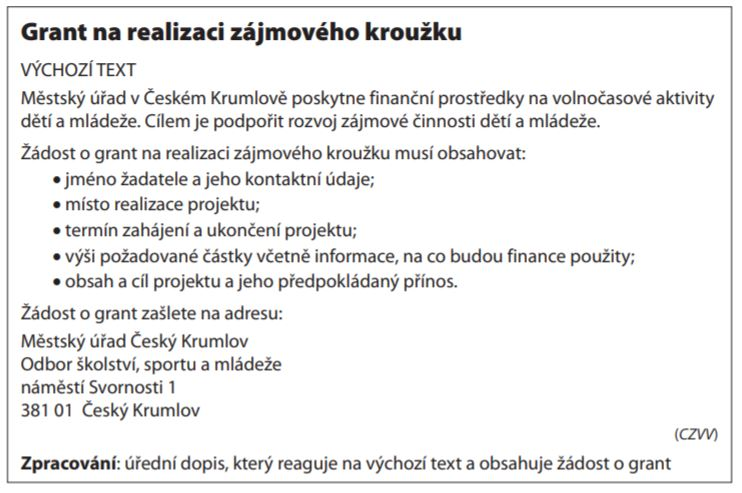 Grant na realizaci zájmového kroužku
VÝCHOZÍ TEXT
Městský úřad v Českém Krumlově poskytne finanční prostředky na volnočasové aktivity
dětí a mládeže. Cílem je podpořit rozvoj zájmové činnosti dětí a mládeže.
Žádost o grant na realizaci zájmového kroužku musí obsahovat:
• jméno žadatele a jeho kontaktní údaje;
• místo realizace projektu;
• termín zahájení a ukončení projektu;
• výši požadované částky včetně informace, na co budou finance použity;
• obsah a cíl projektu a jeho předpokládaný přínos.
Žádost o grant zašlete na adresu:
Městský úřad Český Krumlov
Odbor školství, sportu a mládeže
náměstí Svornosti 1
381 01 Český Krumlov
(CZVV)
Zpracování: úřední dopis, který reaguje na výchozí text a obsahuje žádost o grant